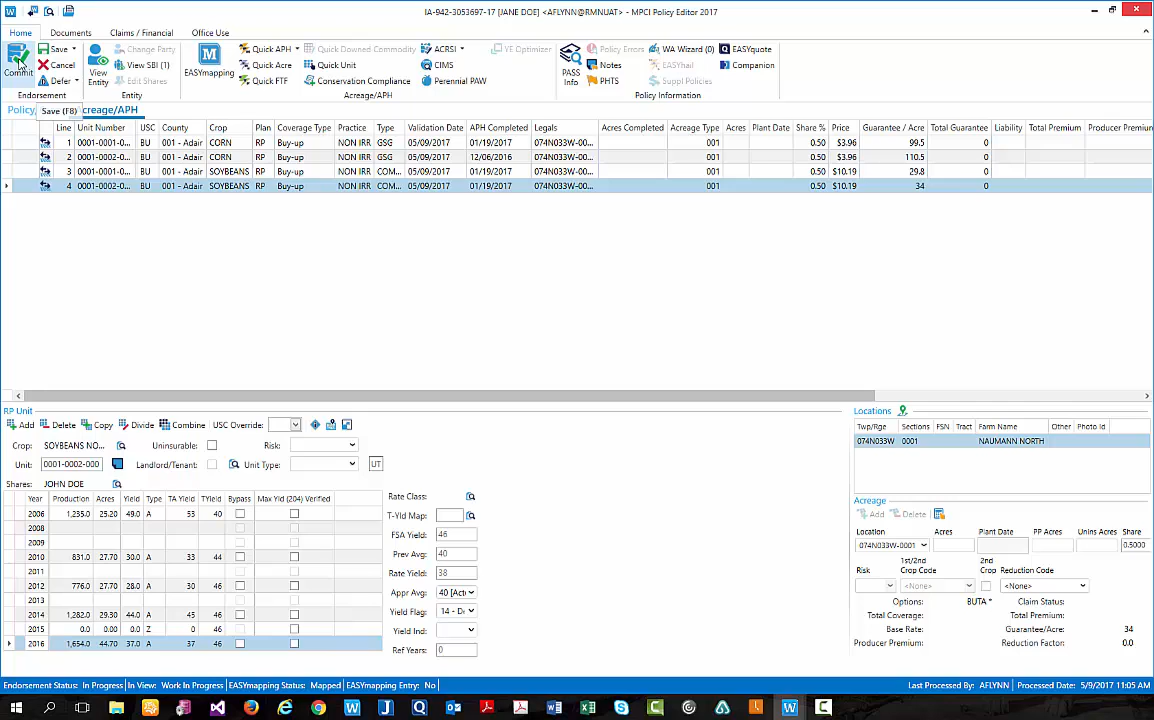 IA-942-3053697-17 [JANE DOE] <AFLYNN@RMNUAT> - MPCI Policy Editor 2017
Home Documents Claims / Financial Office Use
Commit Save Cancel Defer Endorsement
View Entity Change Party View SBI (1) Edit Shares Entity
EASYmapping Quick APH Quick Acre Quick FTF Quick Downed Commodity Quick Unit Conservation Compliance ACRSI CIMS Perennial PAW YE Optimizer Acreage/APH
PASS Info Policy Errors Notes PHTS WA Wizard (0) EASYhail Suppl Policies EASYquote Companion Policy Information
Policy, Save (F8) creage/APH
Line Unit Number USC County Crop Plan Coverage Type Practice Type Validation Date APH Completed Legals Acres Completed Acreage Type Acres Plant Date Share % Price Guarantee / Acre Total Guarantee Liability Total Premium Producer Premium
1 0001-0001-0... BU 001 - Adair CORN RP Buy-up NON IRR GSG 05/09/2017 01/19/2017 074N033W-00... 001 0.50 $3.96 99.5 0
2 0001-0002-0... BU 001 - Adair CORN RP Buy-up NON IRR GSG 05/09/2017 12/06/2016 074N033W-00... 001 0.50 $3.96 110.5 0
3 0001-0001-0... BU 001 - Adair SOYBEANS RP Buy-up NON IRR COM... 05/09/2017 01/19/2017 074N033W-00... 001 0.50 $10.19 29.8 0
4 0001-0002-0... BU 001 - Adair SOYBEANS RP Buy-up NON IRR COM... 05/09/2017 01/19/2017 074N033W-00... 001 0.50 $10.19 34 0
RP Unit
Add Delete Copy Divide Combine USC Override:
Crop: SOYBEANS NO... Uninsurable: Risk:
Unit: 0001-0002-000 Landlord/Tenant: Unit Type: UT
Shares: JOHN DOE
Year Production Acres Yield Type TA Yield TYield Bypass Max Yld (204) Verified
2006 1,235.0 25.20 49.0 A 53 40
2008
2009
2010 831.0 27.70 30.0 A 33 44
2011
2012 776.0 27.70 28.0 A 30 46
2013
2014 1,282.0 29.30 44.0 A 45 46
2015 0.0 0.00 0 Z 0 46
2016 1,654.0 44.70 37.0 A 37 46
Rate Class:
T-Yld Map:
FSA Yield: 46
Prev Avg: 40
Rate Yield: 38
Appr Avg: 40 [Act
Yield Flag: 14 - De
Yield Ind:
Ref Years: 0
Locations
Twp/Rge Sections FSN Tract Farm Name Other Photo Id
074N033W 0001 NAUMANN NORTH
Acreage
Add Delete
Location Acres Plant Date PP Acres Unins Acres Share
074N033W-0001 0.5000
Risk 1st/2nd Crop Code 2nd Crop Reduction Code
<None> <None>
Options: BUTA * Claim Status:
Total Coverage: Total Premium:
Base Rate: Guarantee/Acre: 34
Producer Premium: Reduction Factor: 0.0
Endorsement Status: In Progress In View: Work In Progress EASYmapping Status: Mapped EASYmapping Entry: No Last Processed By: AFLYNN Processed Date: 5/9/2017 11:05 AM